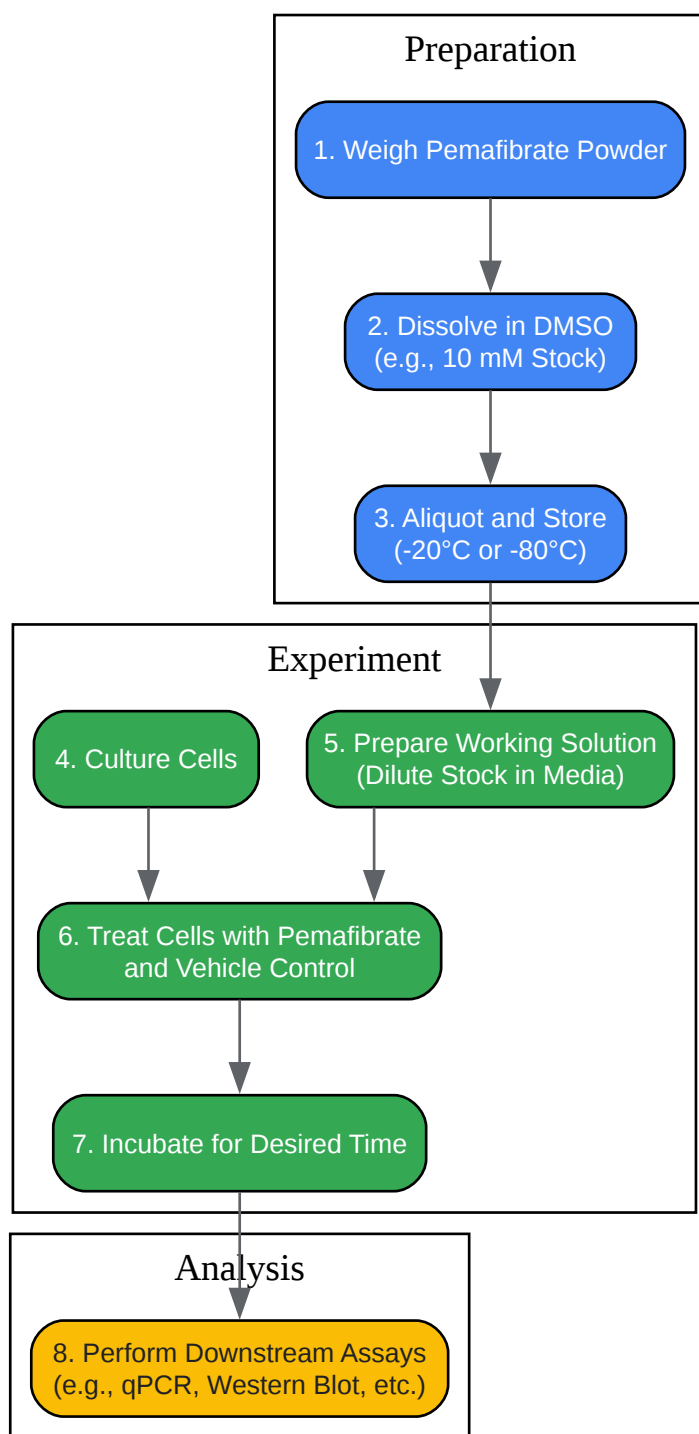 Preparation
1. Weigh Pemafibrate Powder
2. Dissolve in DMSO
(e.g., 10 mM Stock)
3. Aliquot and Store
(-20°C or -80°C)
Experiment
4. Culture Cells
5. Prepare Working Solution
(Dilute Stock in Media)
6. Treat Cells with Pemafibrate
and Vehicle Control
7. Incubate for Desired Time
Analysis
8. Perform Downstream Assays
(e.g., qPCR, Western Blot, etc.)